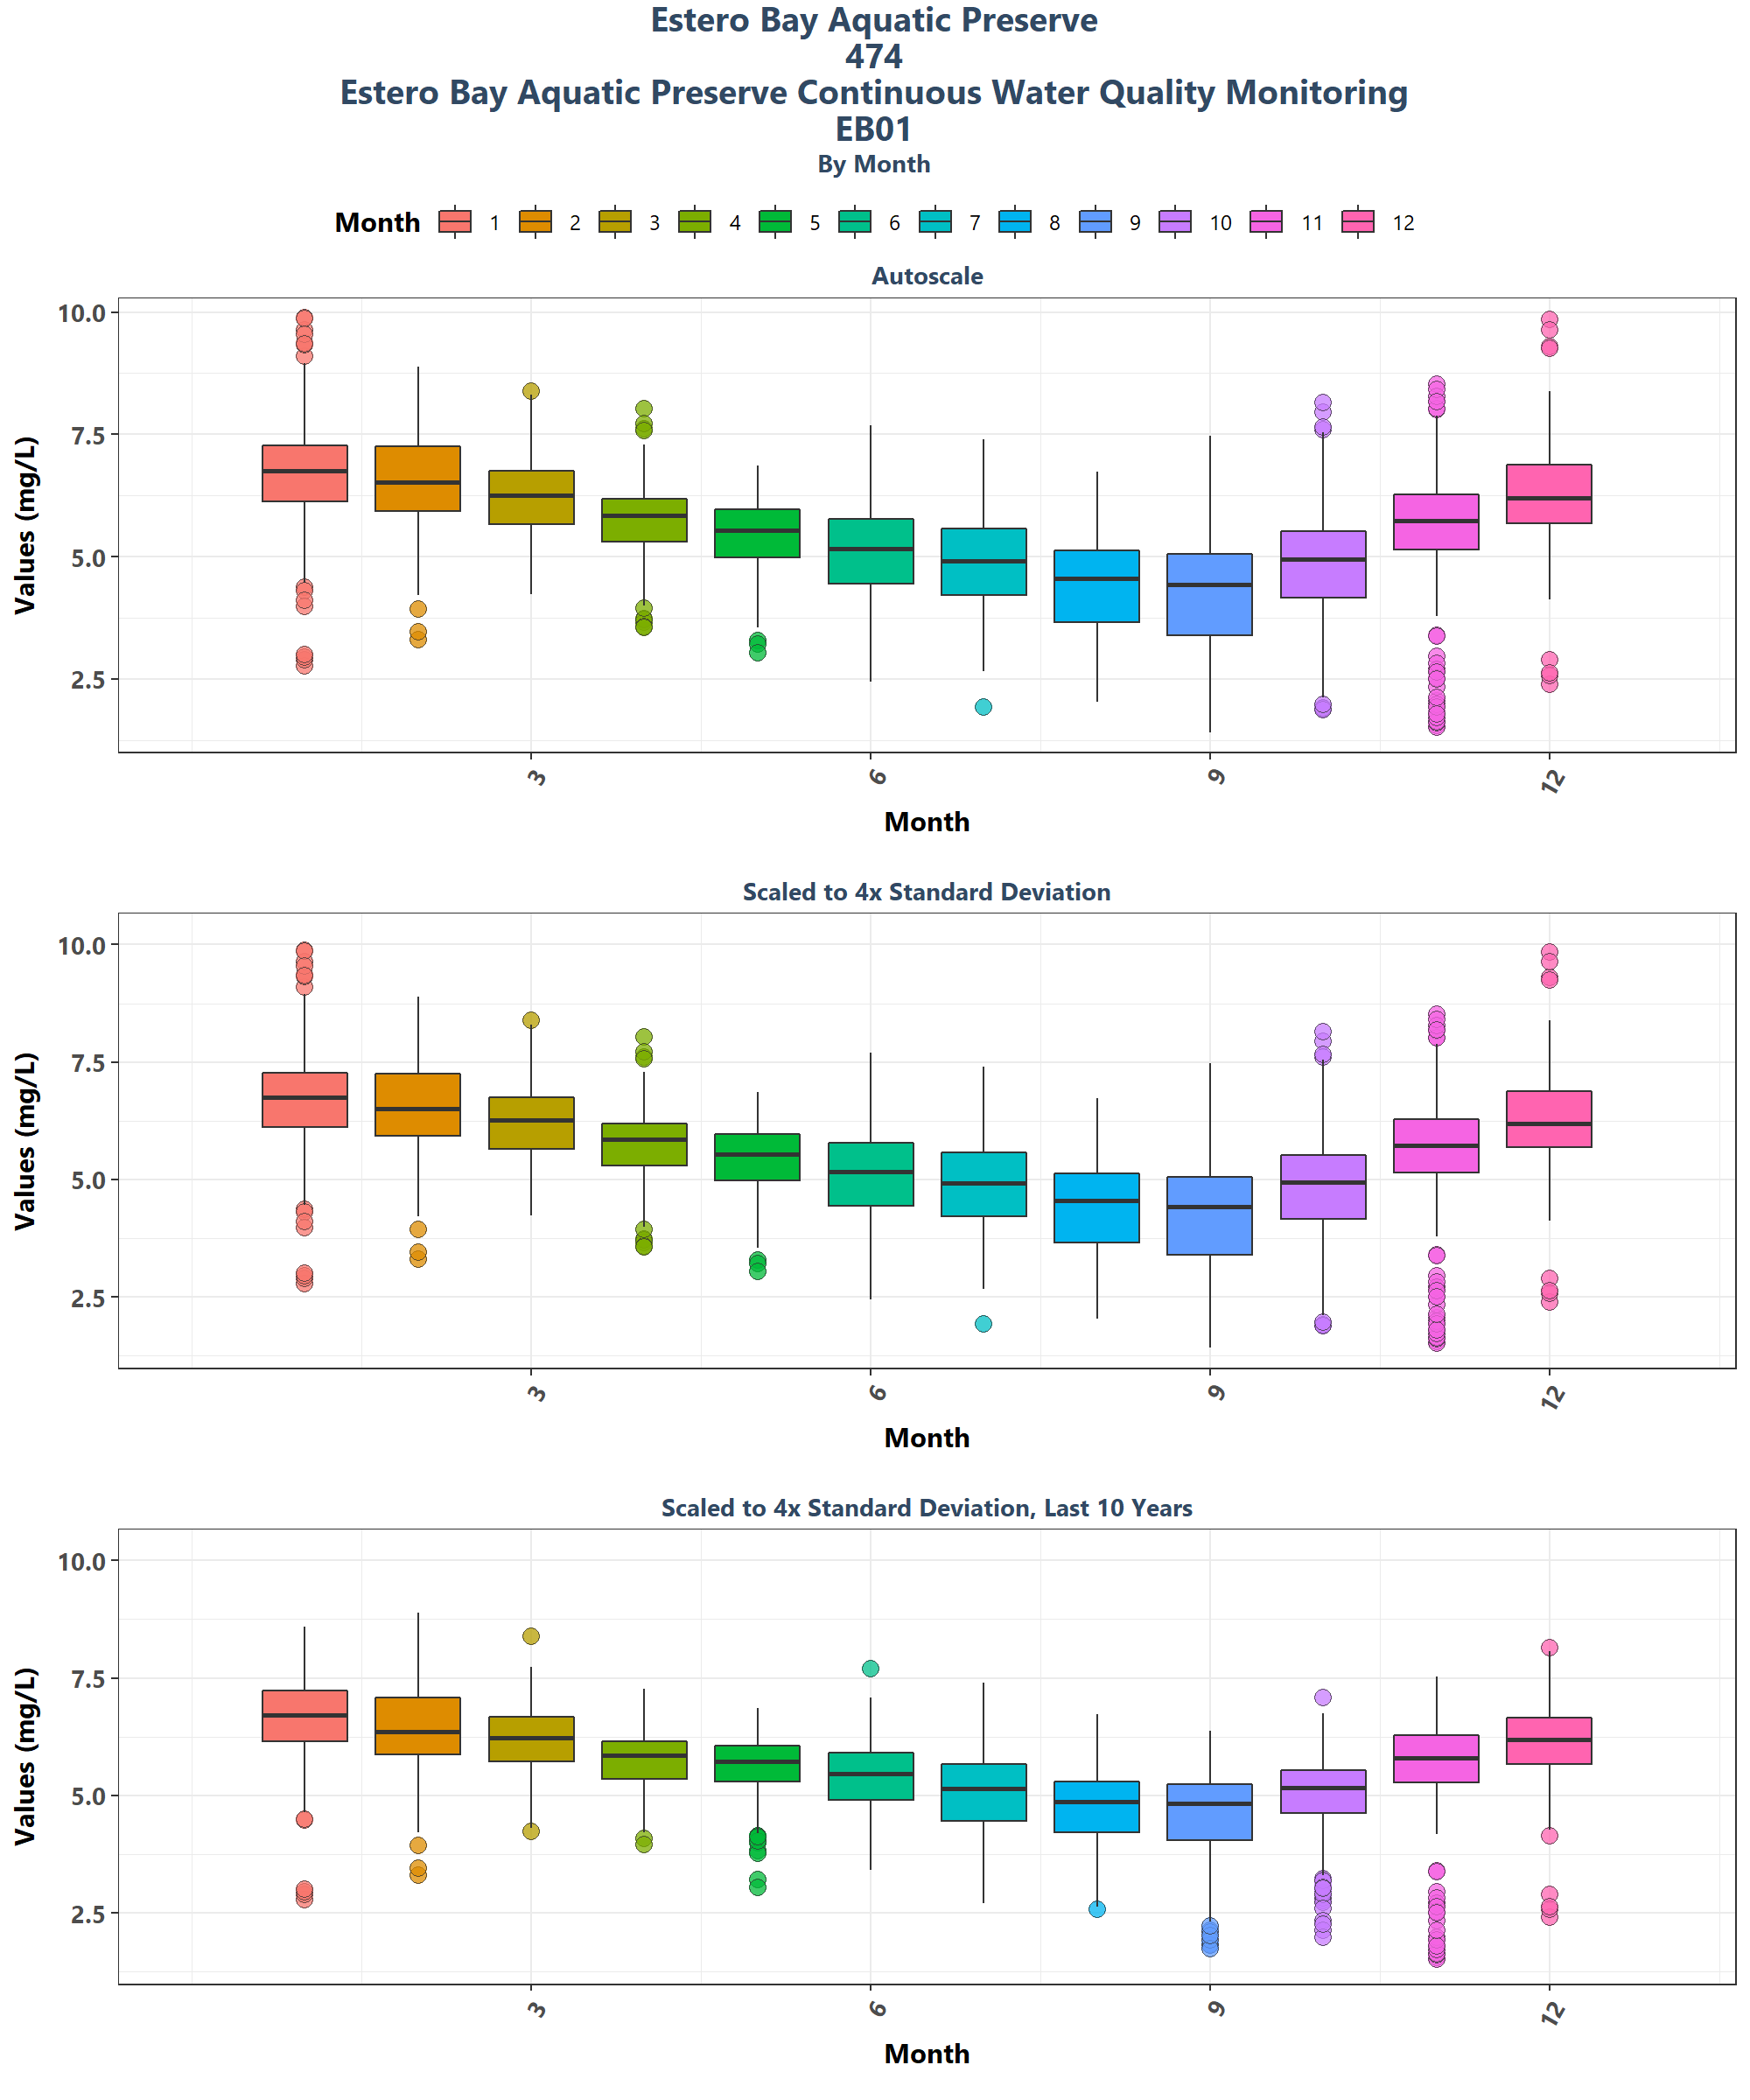 Estero Bay Aquatic Preserve
474
Estero Bay Aquatic Preserve Continuous Water Quality Monitoring
EB01
By Month
Month 1 2 3 4 5 6 7 8 9 10 11 12
Autoscale
Values (mg/L)
10.0
7.5
5.0
2.5
3 6 9 12
Month
Scaled to 4x Standard Deviation
Values (mg/L)
10.0
7.5
5.0
2.5
3 6 9 12
Month
Scaled to 4x Standard Deviation, Last 10 Years
Values (mg/L)
10.0
7.5
5.0
2.5
3 6 9 12
Month